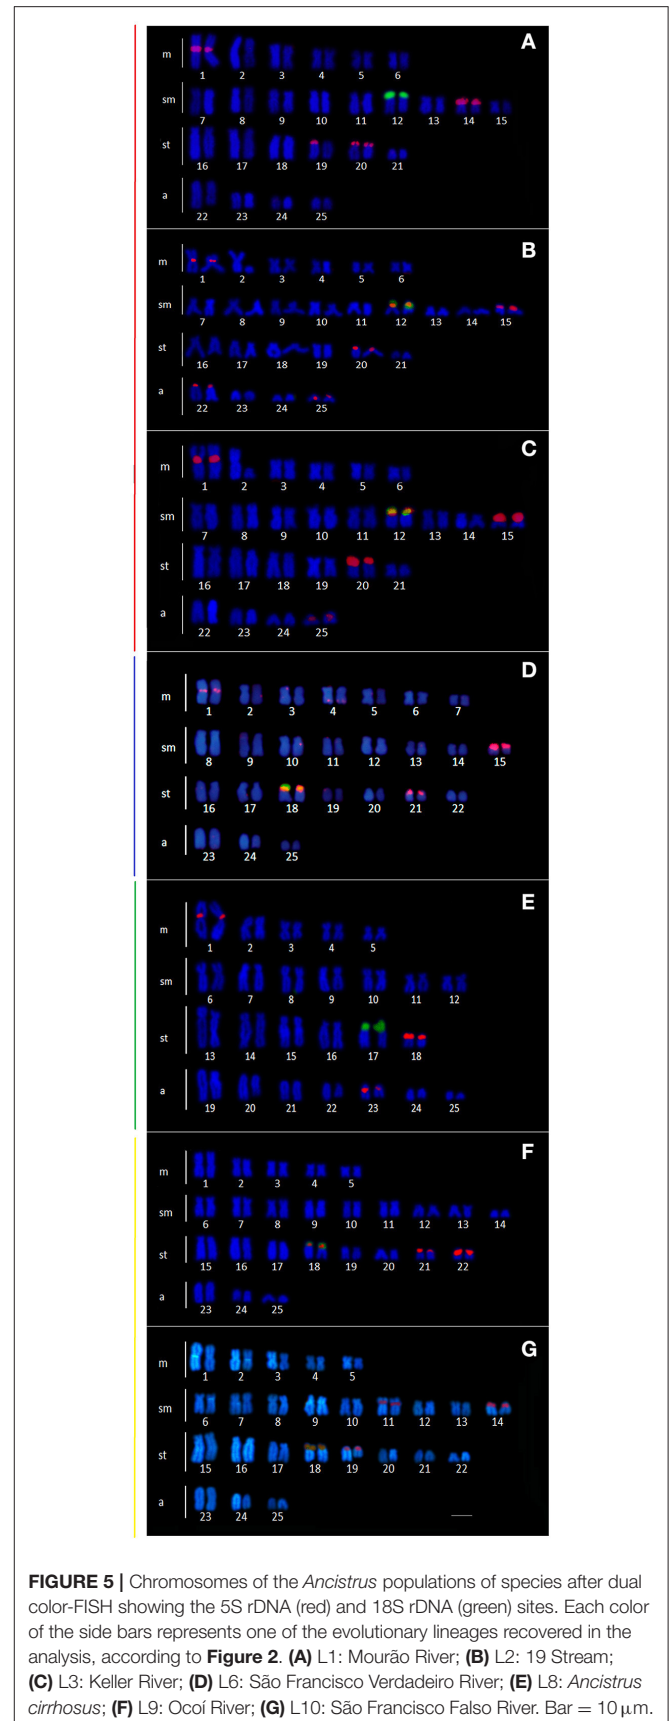 A
m
1 2 3 4 5 6
sm
7 8 9 10 11 12 13 14 15
st
16 17 18 19 20 21
a
22 23 24 25
B
m
1 2 3 4 5 6
sm
7 8 9 10 11 12 13 14 15
st
16 17 18 19 20 21
a
22 23 24 25
C
m
1 2 3 4 5 6
sm
7 8 9 10 11 12 13 14 15
st
16 17 18 19 20 21
a
22 23 24 25
D
m
1 2 3 4 5 6 7
sm
8 9 10 11 12 13 14 15
st
16 17 18 19 20 21 22
a
23 24 25
E
m
1 2 3 4 5
sm
6 7 8 9 10 11 12
st
13 14 15 16 17 18
a
19 20 21 22 23 24 25
F
m
1 2 3 4 5
sm
6 7 8 9 10 11 12 13 14
st
15 16 17 18 19 20 21 22
a
23 24 25
G
m
1 2 3 4 5
sm
6 7 8 9 10 11 12 13 14
st
15 16 17 18 19 20 21 22
a
23 24 25
FIGURE 5 | Chromosomes of the Ancistrus populations of species after dual
color-FISH showing the 5S rDNA (red) and 18S rDNA (green) sites. Each color
of the side bars represents one of the evolutionary lineages recovered in the
analysis, according to Figure 2. (A) L1: Mourão River; (B) L2: 19 Stream;
(C) L3: Keller River; (D) L6: São Francisco Verdadeiro River; (E) L8: Ancistrus
cirrhosus; (F) L9: Ocoí River; (G) L10: São Francisco Falso River. Bar = 10 μm.